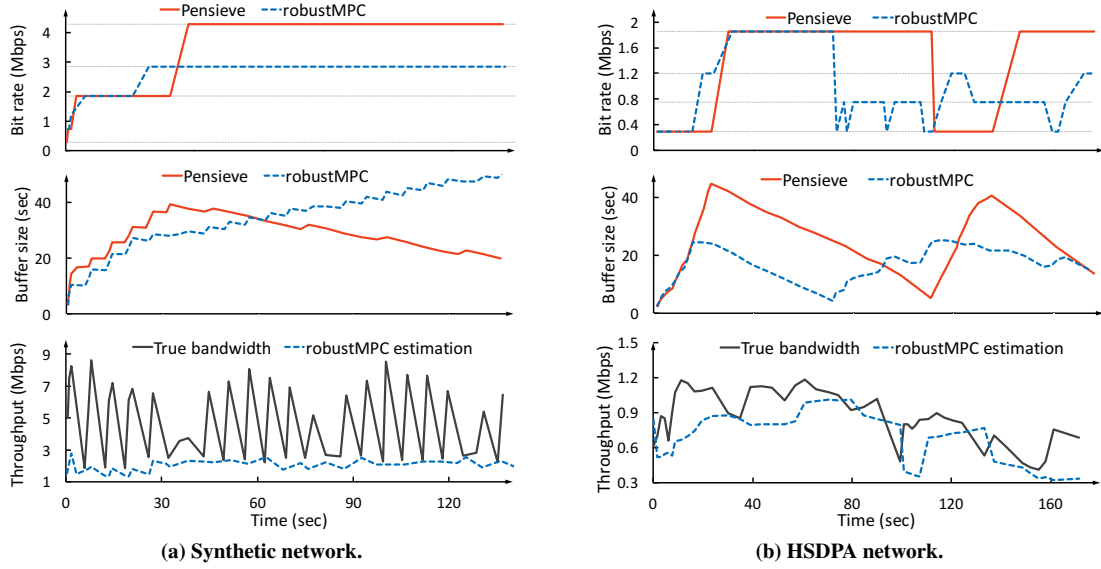 Pensieve robustMPC
Bit rate (Mbps)
4
3
2
1
0
Pensieve robustMPC
Buffer size (sec)
40
20
0
True bandwidth robustMPC estimation
Throughput (Mbps)
9
7
5
3
1
0 30 60 90 120
Time (sec)
(a) Synthetic network.
Pensieve robustMPC
Bit rate (Mbps)
2
1.6
1.2
0.8
0.4
0
Pensieve robustMPC
Buffer size (sec)
40
20
0
True bandwidth robustMPC estimation
Throughput (Mbps)
1.5
1.2
0.9
0.6
0.3
0 40 80 120 160
Time (sec)
(b) HSDPA network.